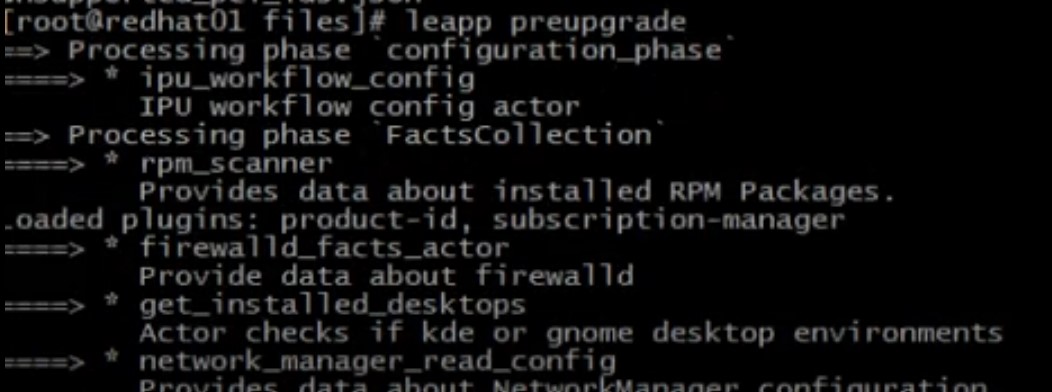 [root@redhat01 files]# leapp preupgrade
==> Processing phase `configuration_phase`
====> * ipu_workflow_config
IPU workflow config actor
==> Processing phase `FactsCollection`
====> * rpm_scanner
Provides data about installed RPM Packages.
Loaded plugins: product-id, subscription-manager
====> * firewalld_facts_actor
Provide data about firewalld
====> * get_installed_desktops
Actor checks if kde or gnome desktop environments
====> * network_manager_read_config
Provides data about NetworkManager configuration